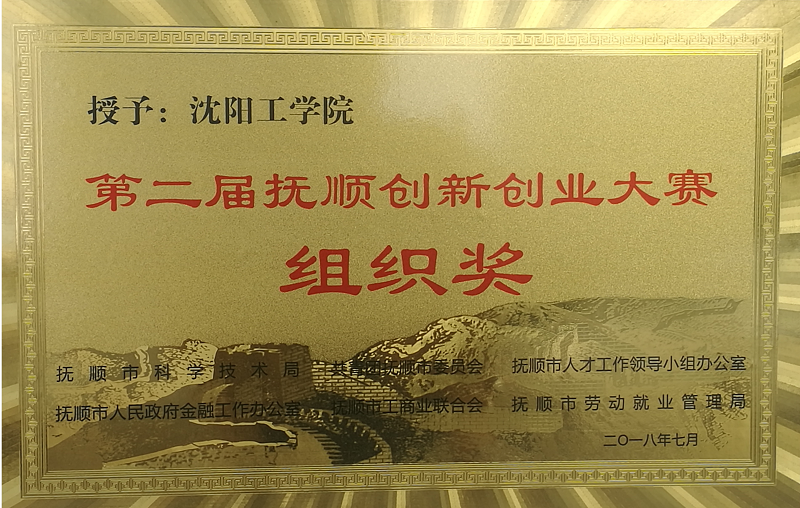 授予：沈阳工学院
第二届抚顺创新创业大赛
组织奖
抚顺市科学技术局 共青团抚顺市委员会 抚顺市人才工作领导小组办公室
抚顺市人民政府金融工作办公室 抚顺市工商业联合会 抚顺市劳动就业管理局
二〇一八年七月